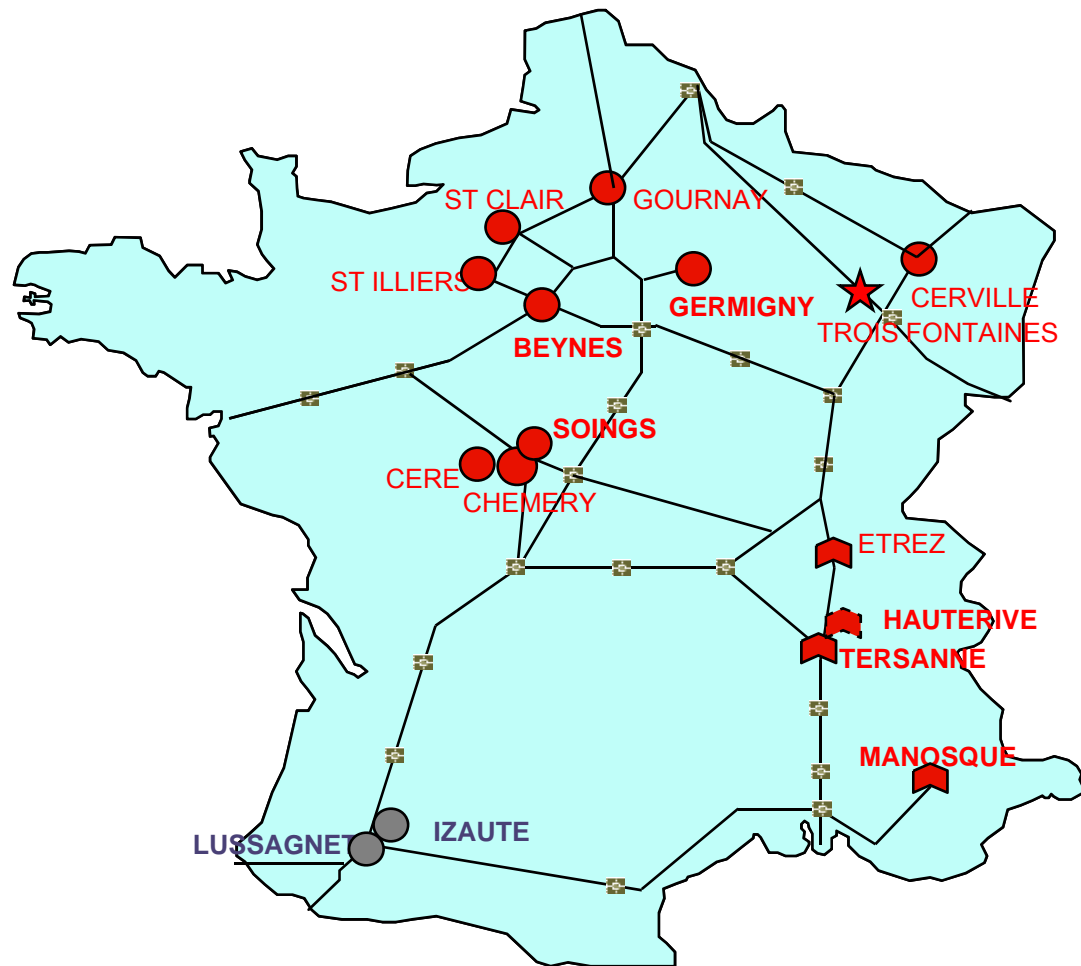 ST CLAIR
GOURNAY
ST ILLIERS
GERMIGNY
CERVILLE
TROIS FONTAINES
BEYNES
SOINGS
CERE
CHEMERY
ETREZ
HAUTERIVE
TERSANNE
MANOSQUE
IZAUTE
LUSSAGNET